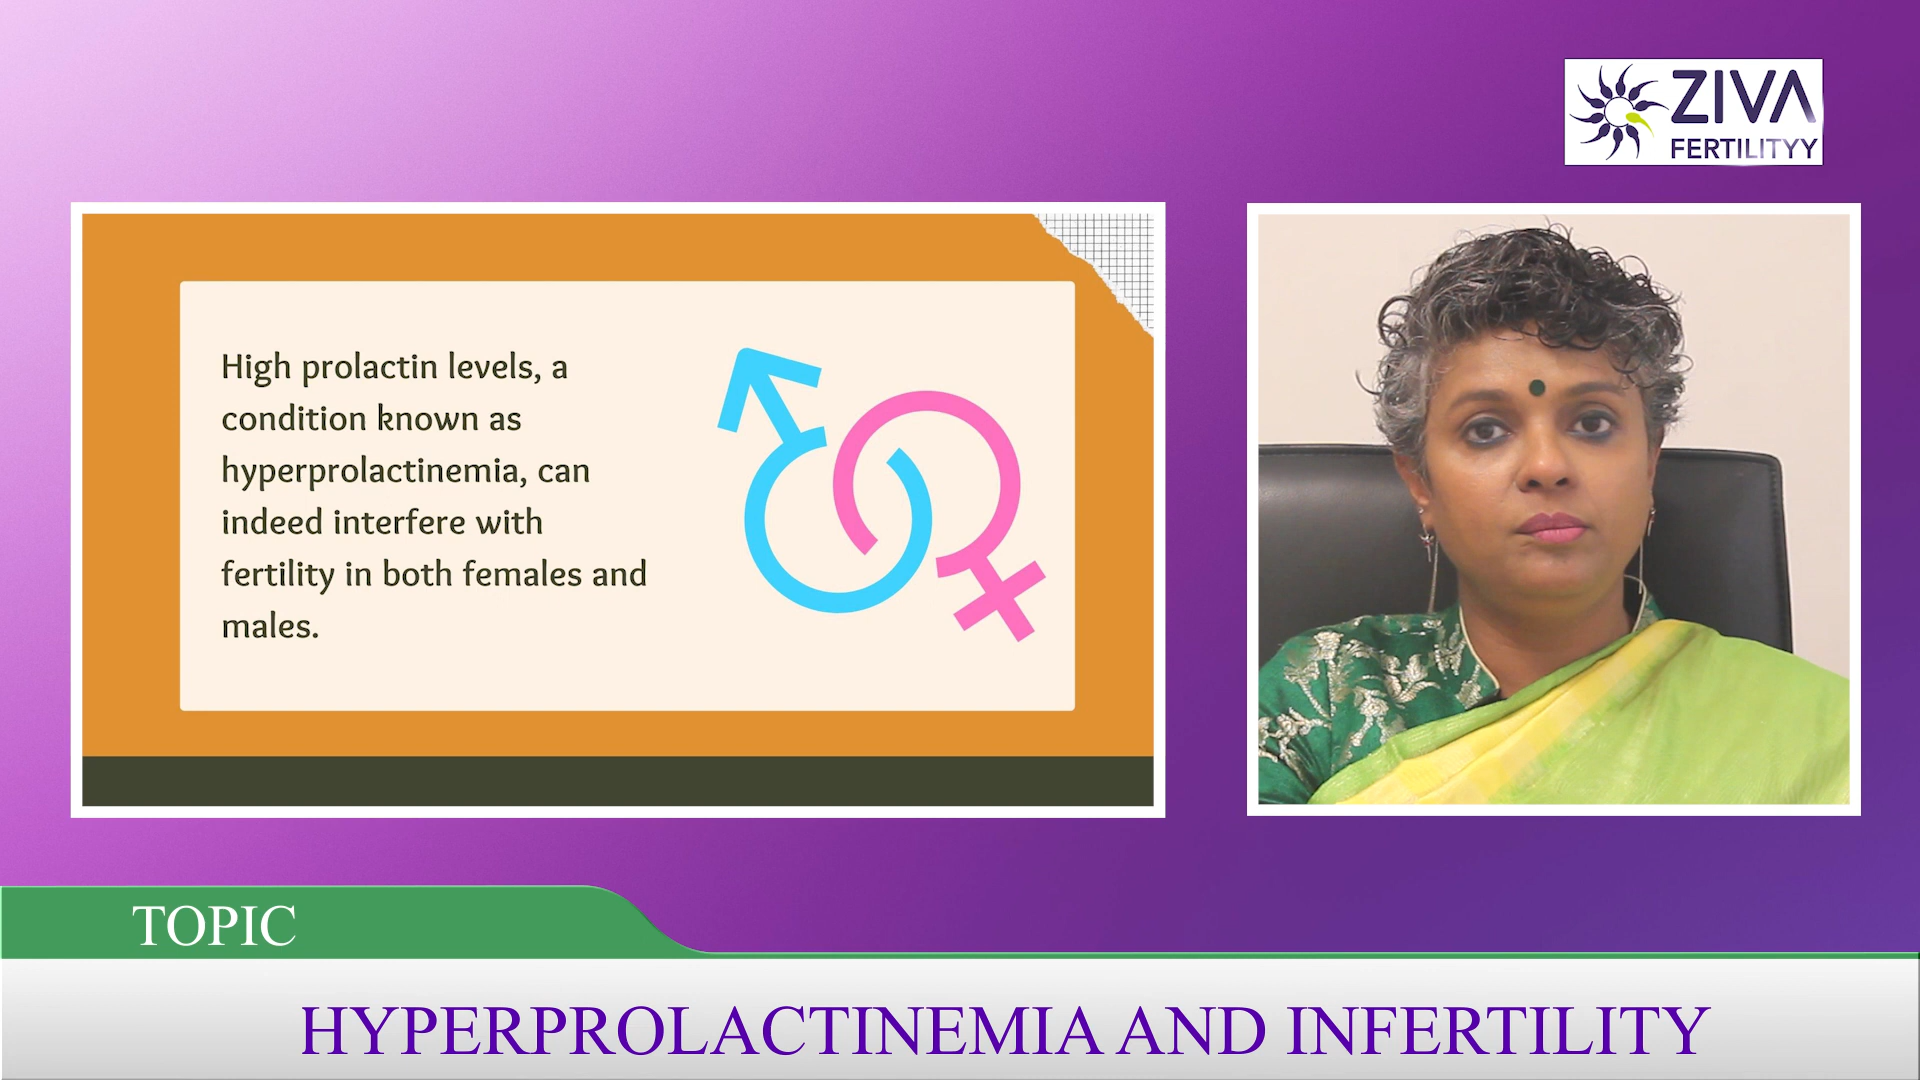 ZIVA
FERTILITYY
High prolactin levels, a
condition known as
hyperprolactinemia, can
indeed interfere with
fertility in both females and
males.
TOPIC
HYPERPROLACTINEMIA AND INFERTILITY